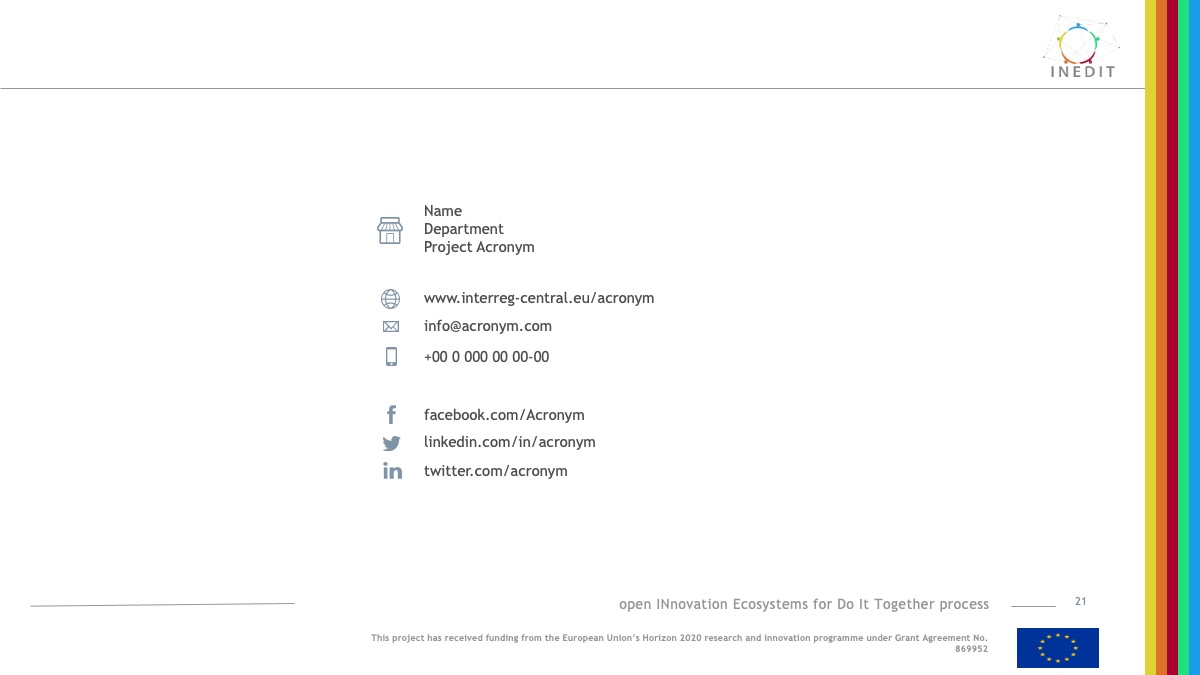 INEDIT
Name
Department
Project Acronym
www.interreg-central.eu/acronym
info@acronym.com
+00 0 000 00 00-00
facebook.com/Acronym
linkedin.com/in/acronym
twitter.com/acronym
open INnovation Ecosystems for Do It Together process
21
This project has received funding from the European Union’s Horizon 2020 research and innovation programme under Grant Agreement No.
869952